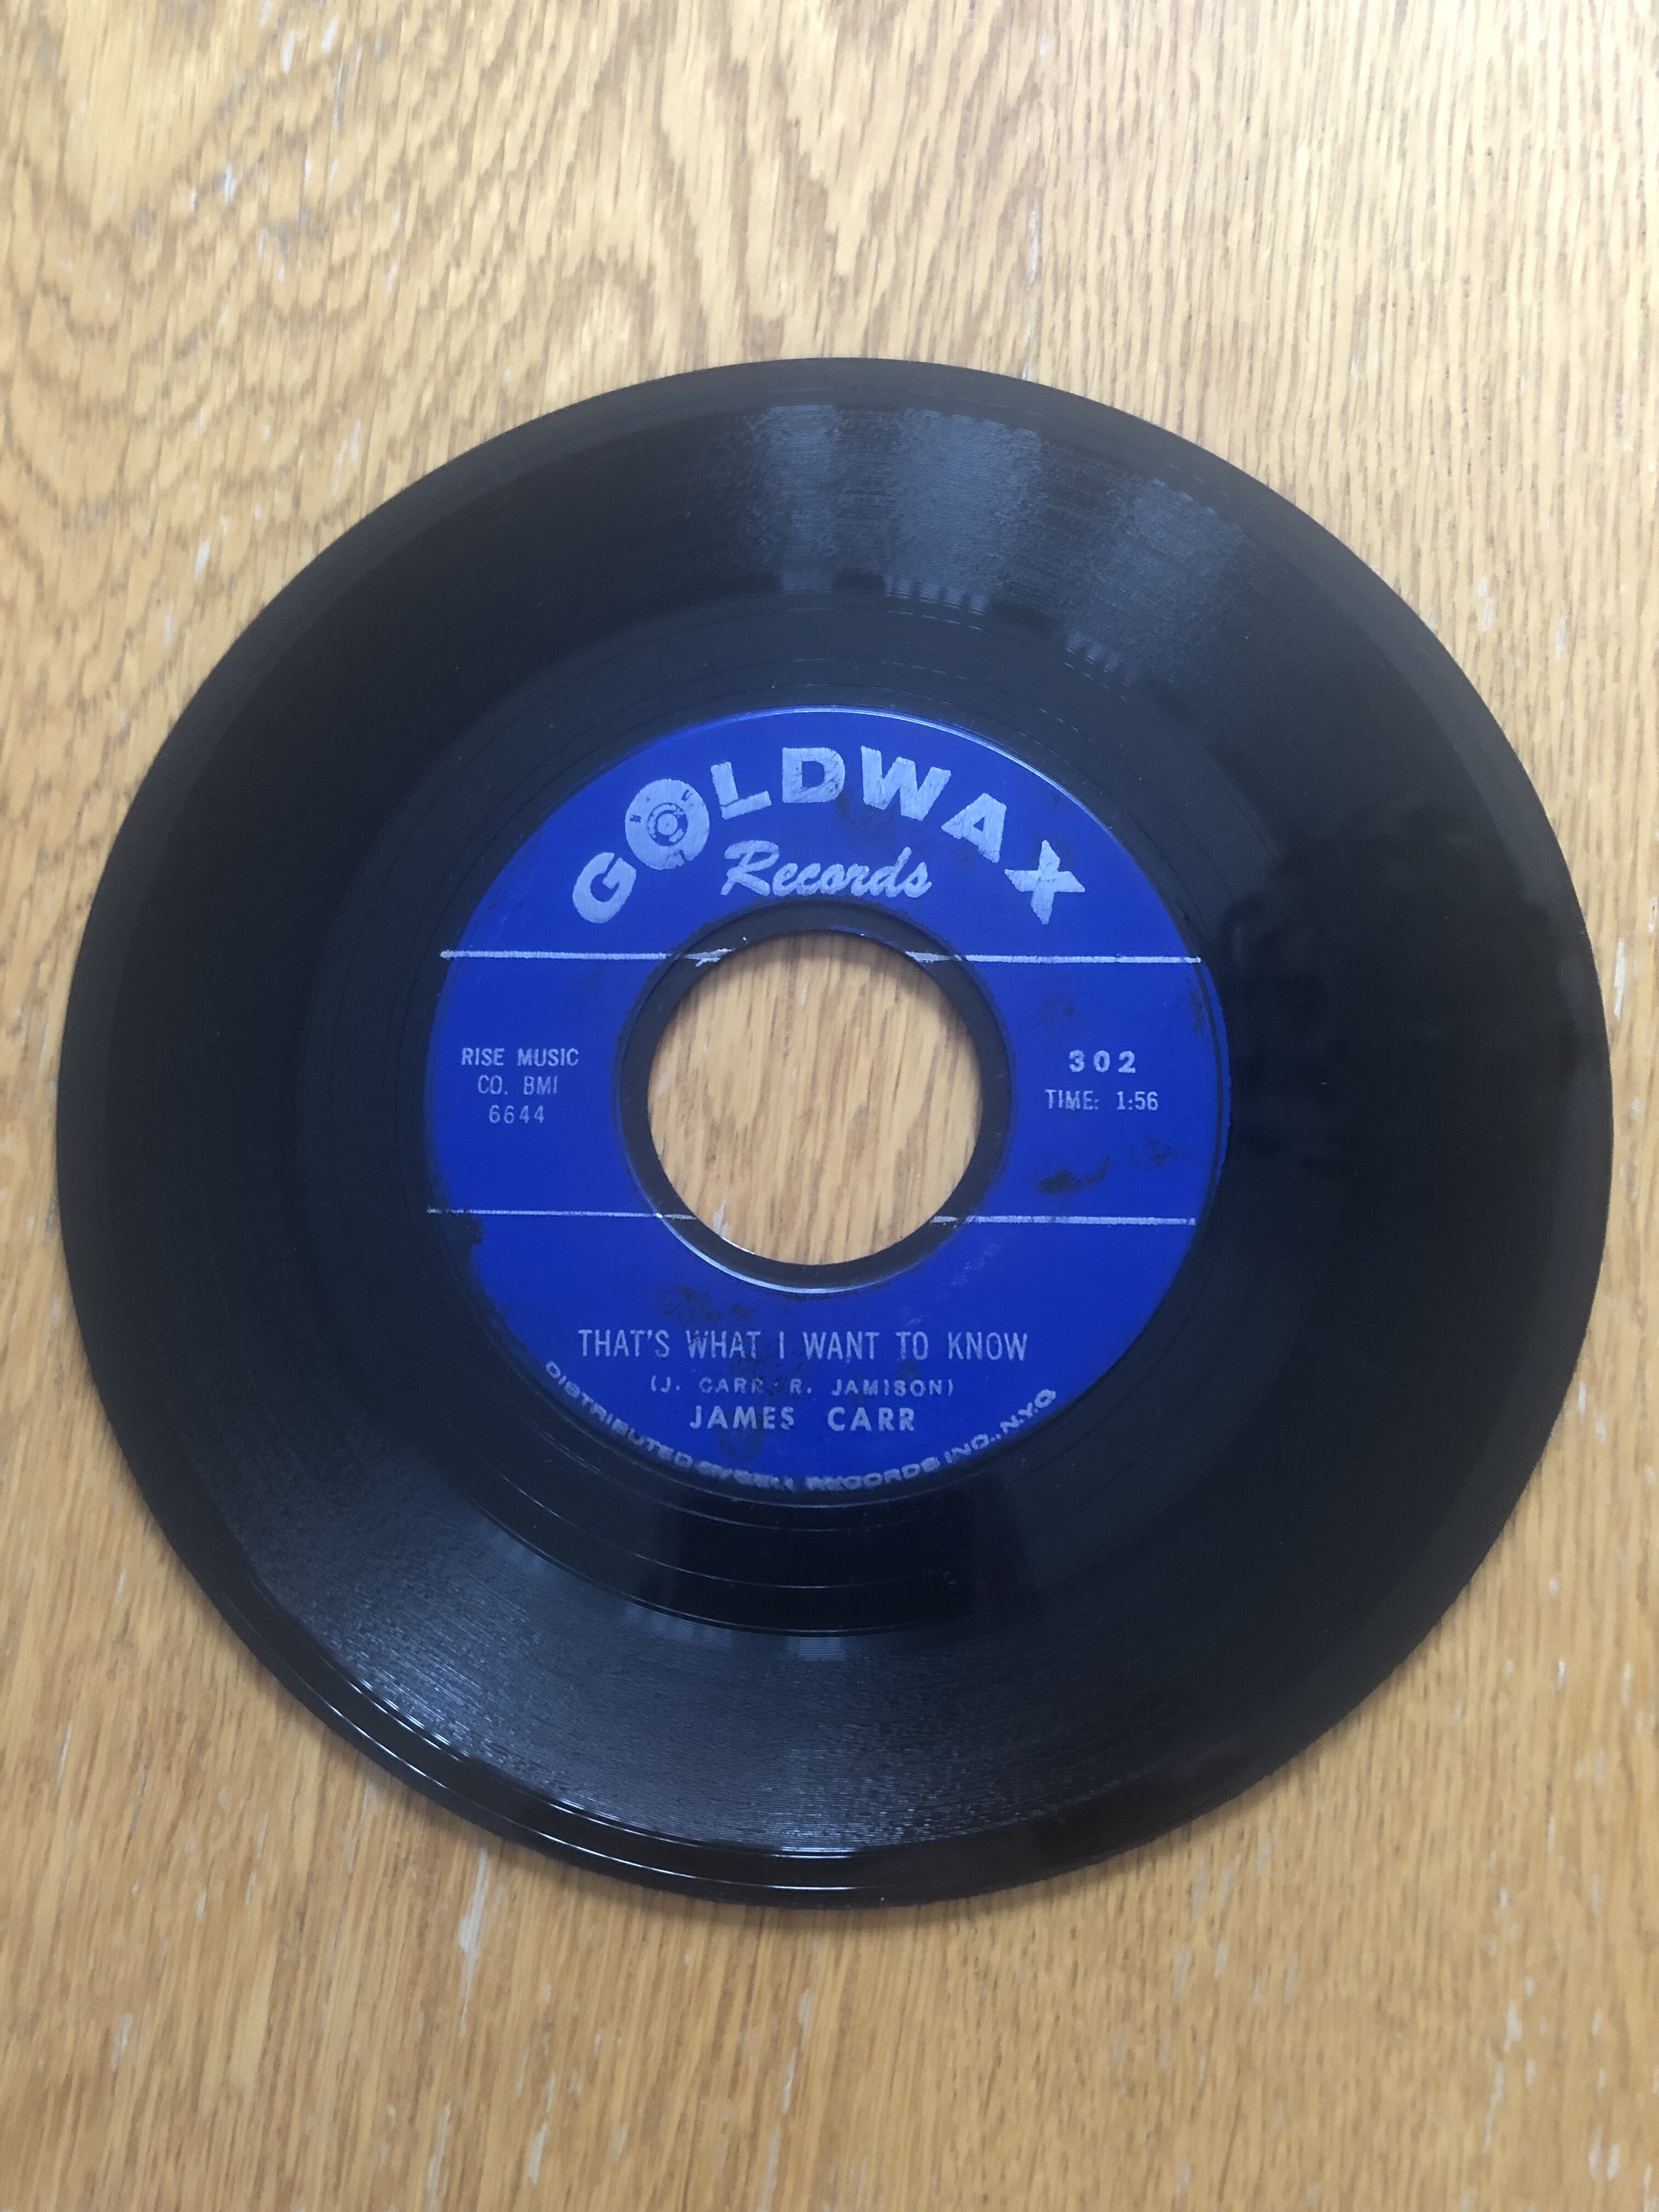 GOLDWAX
Records
RISE MUSIC
CO. BMI
6644
302
TIME: 1:56
THAT'S WHAT I WANT TO KNOW
(J. CARR, R. JAMISON)
JAMES CARR
DISTRIBUTED BY BELL RECORDS INC., N.Y.C.